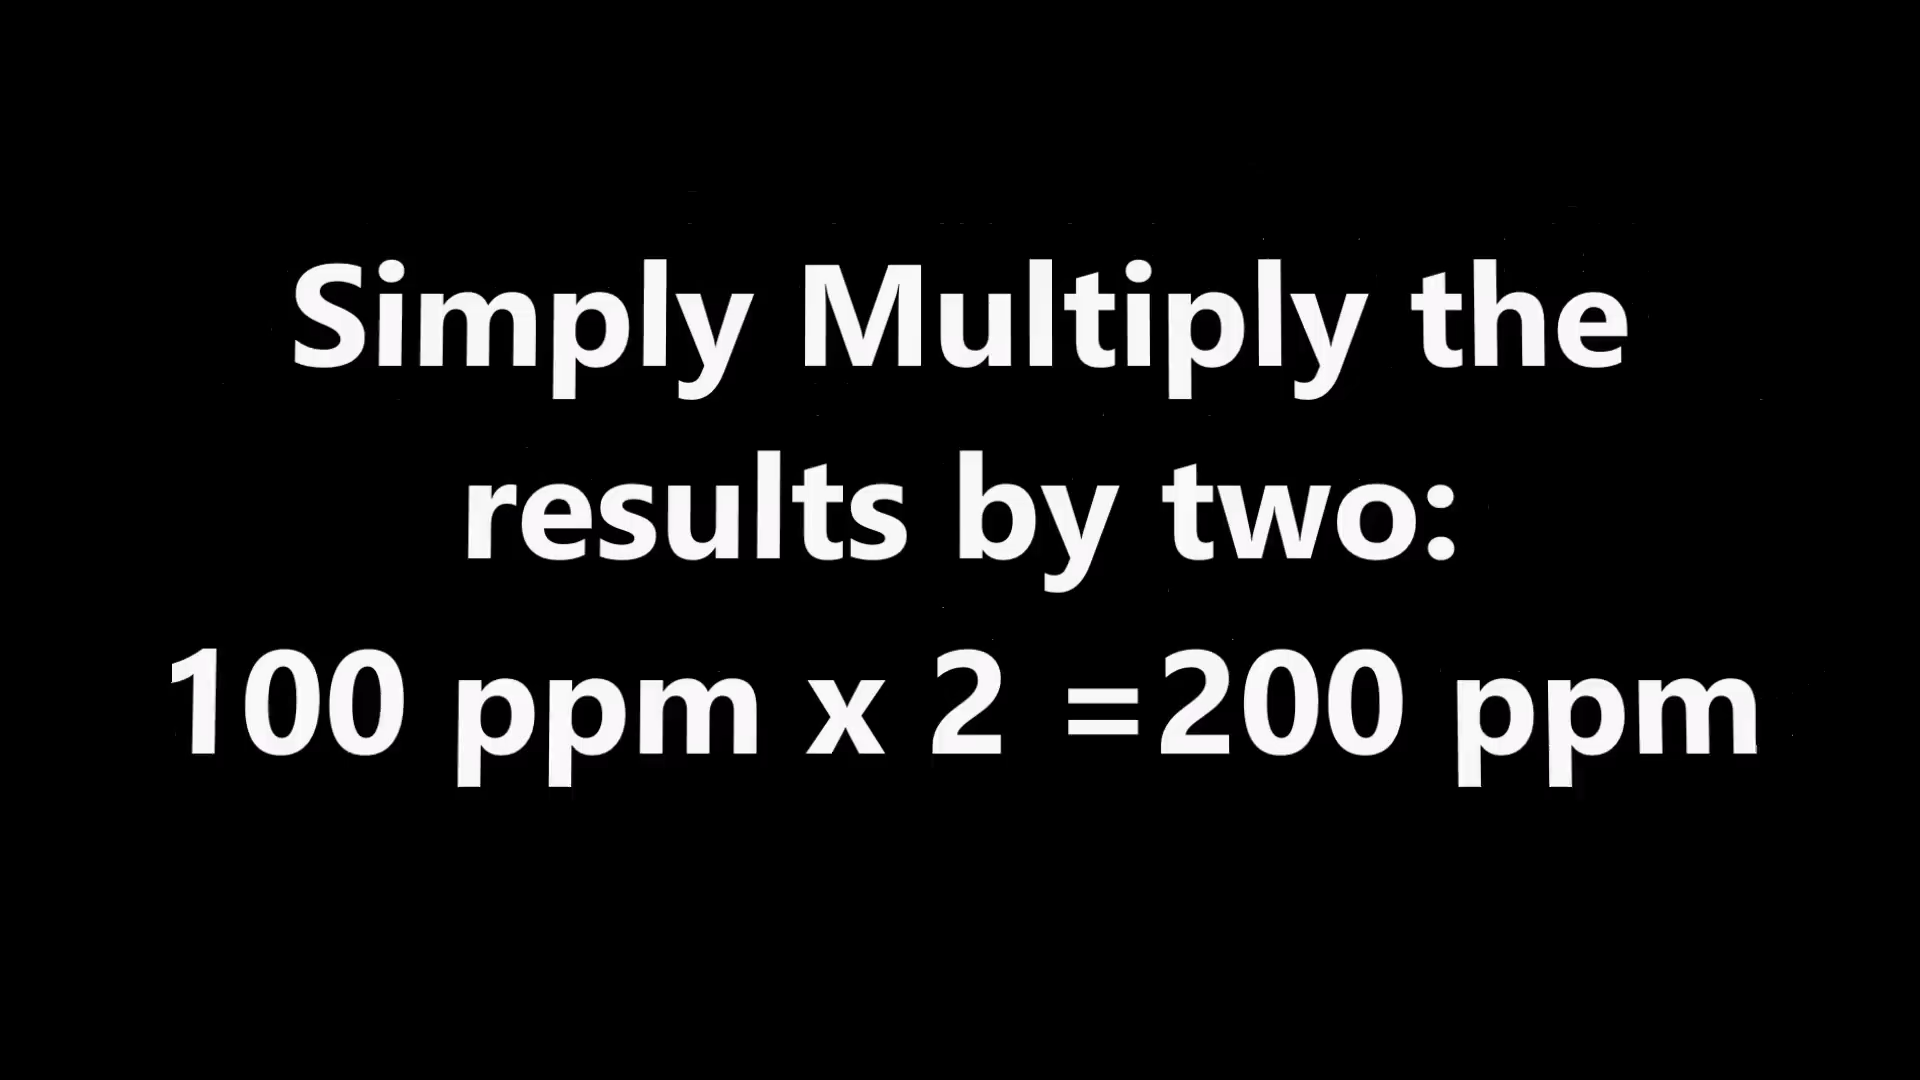 Simply Multiply the
results by two:
100 ppm x 2 =200 ppm